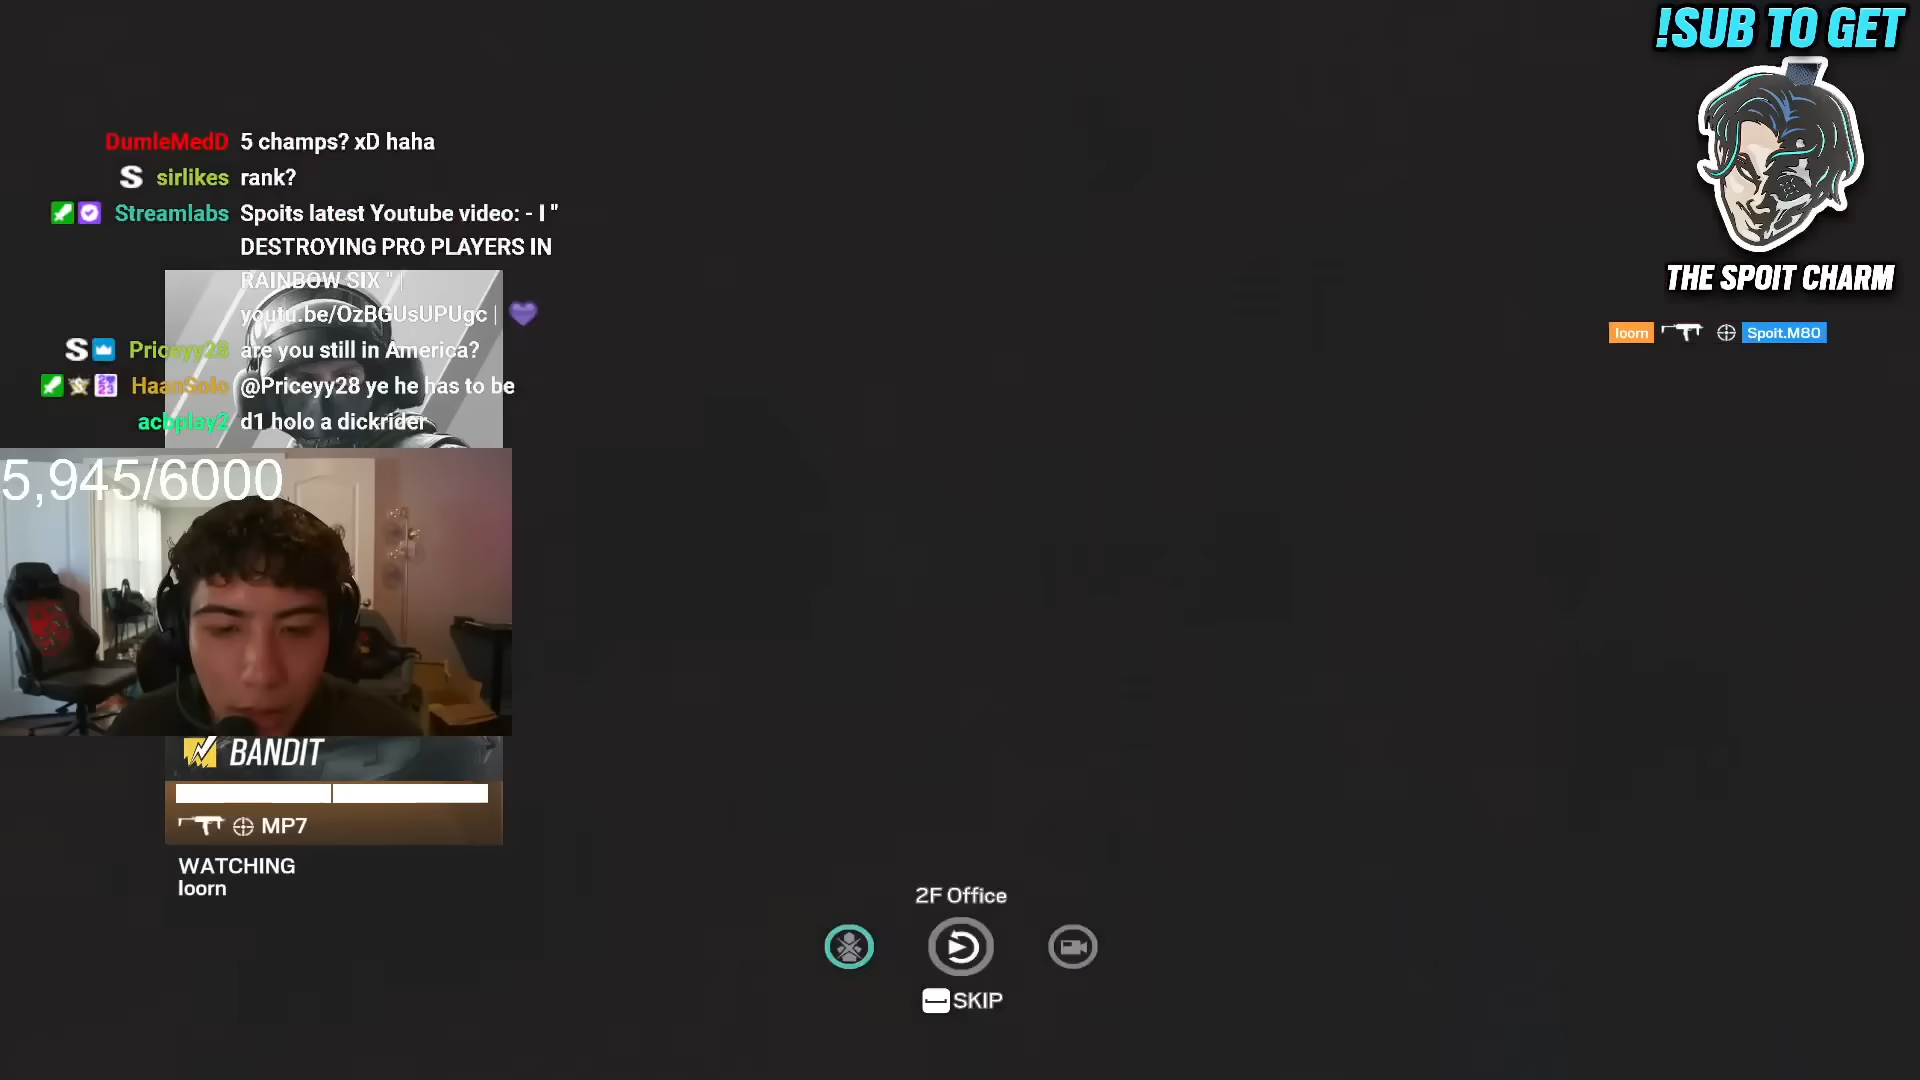 !SUB TO GET
THE SPOIT CHARM
loorn Spoit.M80
DumleMedD 5 champs? xD haha
sirlikes rank?
Streamlabs Spoits latest Youtube video: - I "
DESTROYING PRO PLAYERS IN
RAINBOW SIX " |
youtu.be/OzBGUsUPUgc |
Priceyy28 are you still in America?
HaanSolo @Priceyy28 ye he has to be
acbplay2 d1 holo a dickrider
5,945/6000
BANDIT
MP7
WATCHING
loorn
2F Office
SKIP